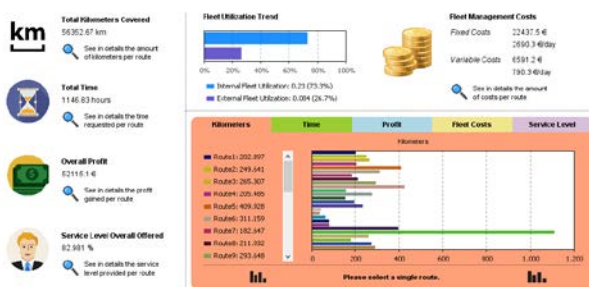 km
Total Kilometers Covered
56352.67 km
See in details the amount
of kilometers per route
Total Time
1146.83 hours
See in details the time
requested per route
Overall Profit
52116.1 €
See in details the profit
gained per route
Service Level Overall Offered
82.981 %
See in details the service
level provided per route
Fleet Utilization Trend
0% 20% 40% 60% 80% 100%
Internal Fleet Utilization: 0.23 (73.3%)
External Fleet Utilization: 0.084 (26.7%)
Fleet Management Costs
Fixed Costs 22437.5 €
2690.3 €/day
Variable Costs 6591.2 €
790.3 €/day
See in details the amount
of costs per route
Kilometers Time Profit Fleet Costs Service Level
Kilometers
Route1: 202.897
Route2: 249.641
Route3: 265.307
Route4: 205.485
Route5: 409.928
Route6: 311.159
Route7: 182.647
Route8: 211.002
Route9: 293.648
0 200 400 600 800 1.000 1.200
Please select a single route.